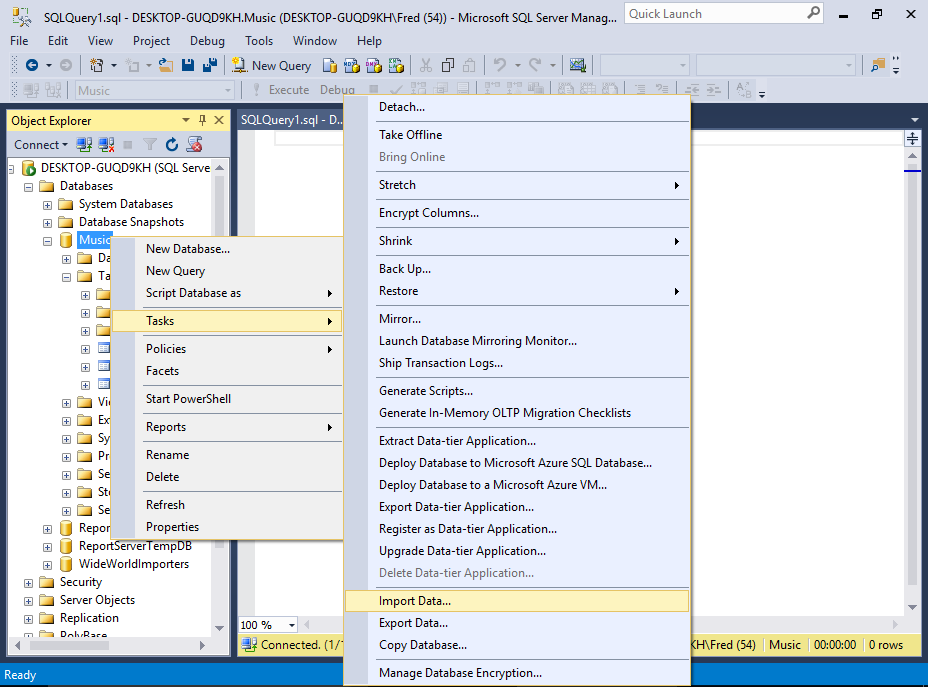 SQLQuery1.sql - DESKTOP-GUQD9KH.Music (DESKTOP-GUQD9KH\Fred (54)) - Microsoft SQL Server Manag...
Quick Launch
File Edit View Project Debug Tools Window Help
New Query
Music
Execute Debug
Object Explorer
SQLQuery1.sql - D...
Connect
DESKTOP-GUQD9KH (SQL Serve
Databases
System Databases
Database Snapshots
Music
Da
Ta
Vi
Ex
Sy
Pr
Se
Sto
Se
Repor
ReportServerTempDB
WideWorldImporters
Security
Server Objects
Replication
PolyBase
New Database...
New Query
Script Database as
Tasks
Policies
Facets
Start PowerShell
Reports
Rename
Delete
Refresh
Properties
Detach...
Take Offline
Bring Online
Stretch
Encrypt Columns...
Shrink
Back Up...
Restore
Mirror...
Launch Database Mirroring Monitor...
Ship Transaction Logs...
Generate Scripts...
Generate In-Memory OLTP Migration Checklists
Extract Data-tier Application...
Deploy Database to Microsoft Azure SQL Database...
Deploy Database to a Microsoft Azure VM...
Export Data-tier Application...
Register as Data-tier Application...
Upgrade Data-tier Application...
Delete Data-tier Application...
Import Data...
Export Data...
Copy Database...
Manage Database Encryption...
100 %
Connected. (1/1
KH\Fred (54) Music 00:00:00 0 rows
Ready